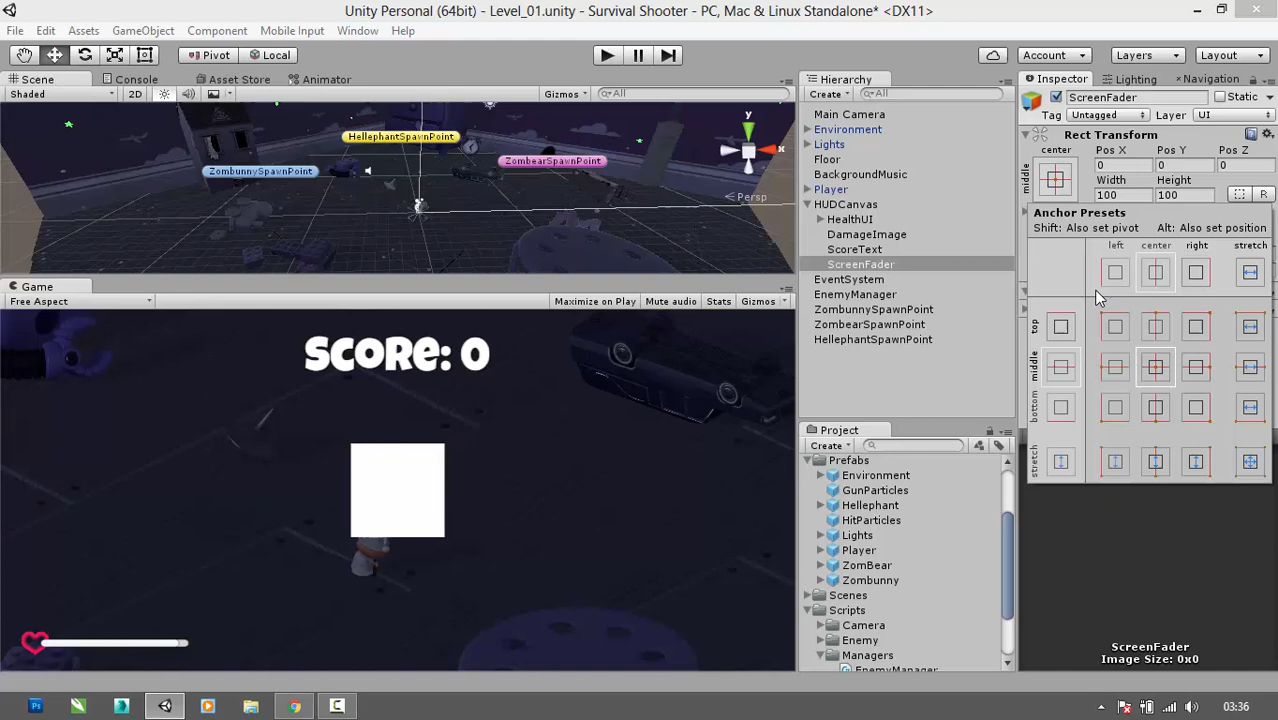 Unity Personal (64bit) - Level_01.unity - Survival Shooter - PC, Mac & Linux Standalone* <DX11>
File Edit Assets GameObject Component Mobile Input Window Help
Pivot Local Account Layers Layout
Scene Console Asset Store Animator
Shaded 2D Gizmos All
HellephantSpawnPoint
ZombunnySpawnPoint
ZombearSpawnPoint
y
x
Persp
Game
Free Aspect Maximize on Play Mute audio Stats Gizmos
Score: 0
Hierarchy
Create All
Main Camera
Environment
Lights
Floor
BackgroundMusic
Player
HUDCanvas
HealthUI
DamageImage
ScoreText
ScreenFader
EventSystem
EnemyManager
ZombunnySpawnPoint
ZombearSpawnPoint
HellephantSpawnPoint
Project
Create
Prefabs
Environment
GunParticles
Hellephant
HitParticles
Lights
Player
ZomBear
Zombunny
Scenes
Scripts
Camera
Enemy
Managers
EnemyManager
Inspector Lighting Navigation
ScreenFader Static
Tag Untagged Layer UI
Rect Transform
center Pos X Pos Y Pos Z
middle 0 0 0
Width Height
100 100 R
Anchor Presets
Shift: Also set pivot Alt: Also set position
left center right stretch
top
middle
bottom
stretch
ScreenFader
Image Size: 0x0
03:36